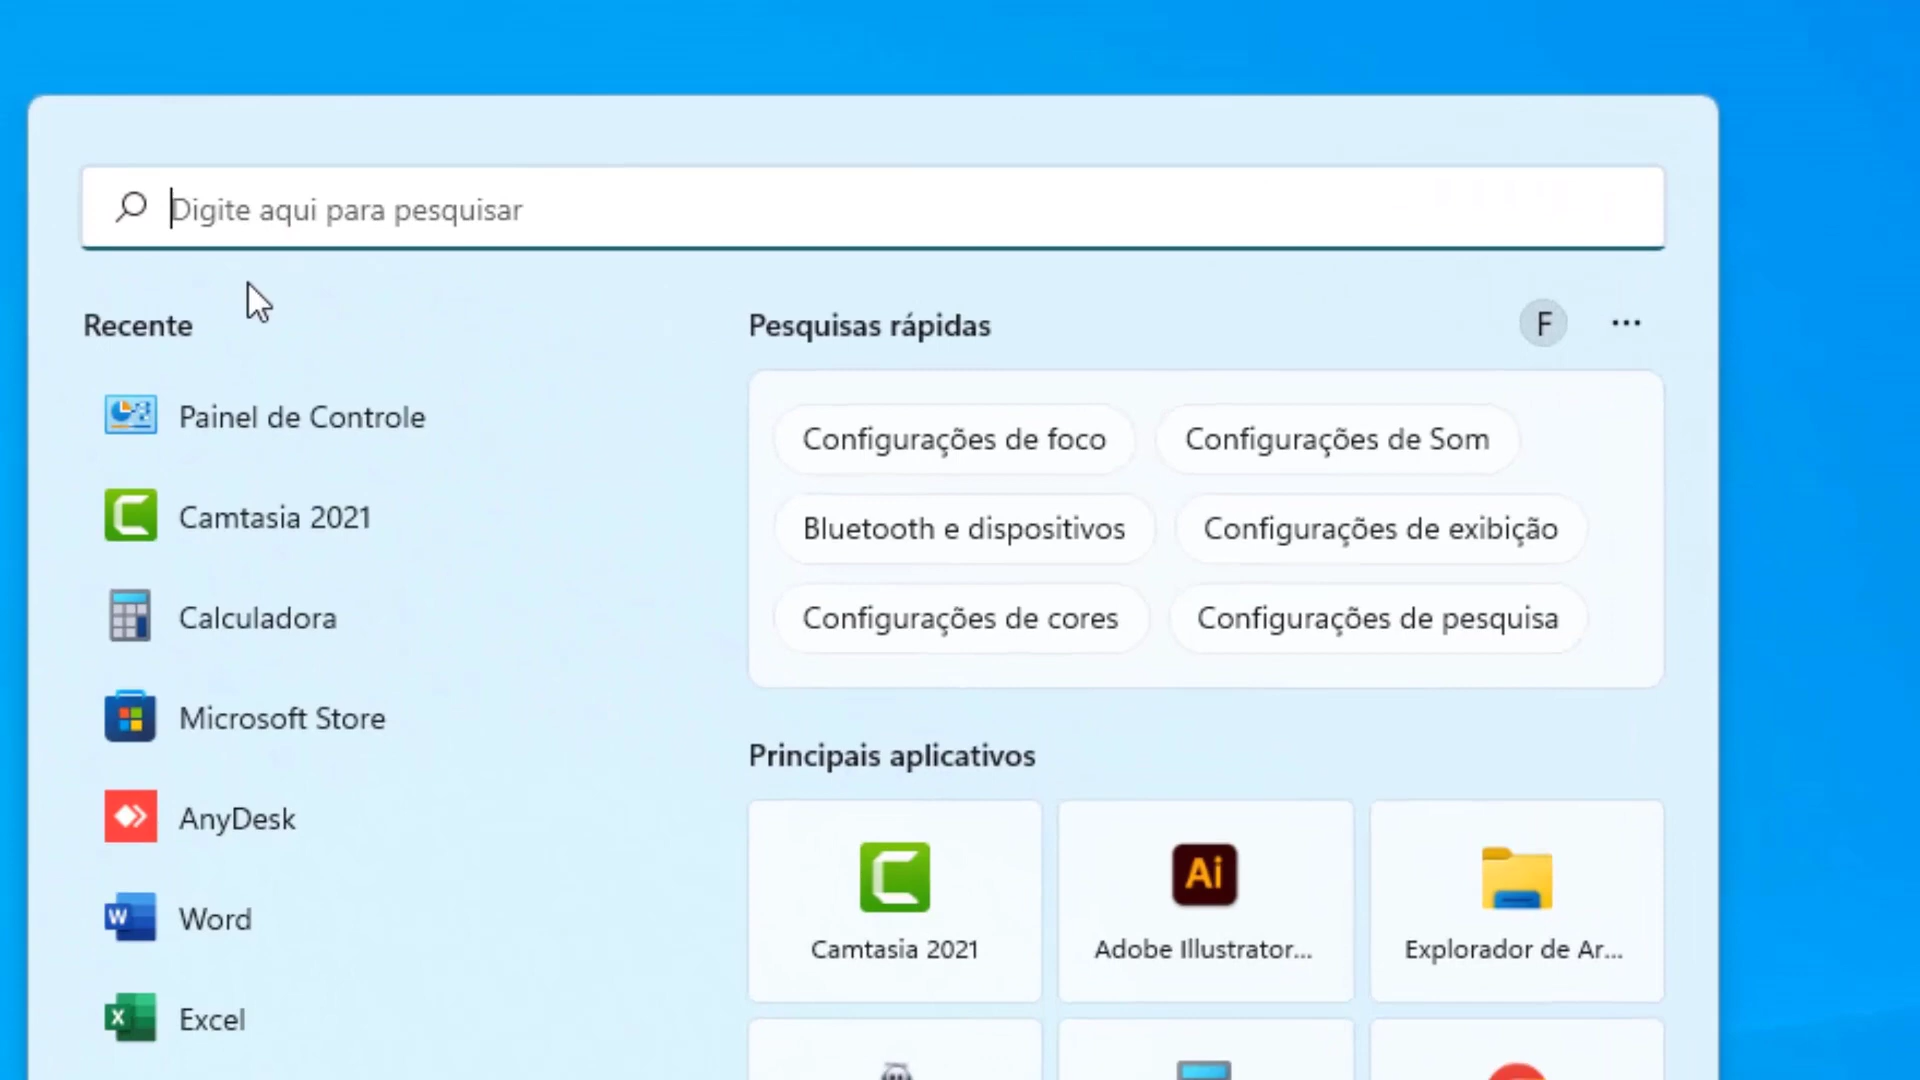 Digite aqui para pesquisar
Recente
Painel de Controle
Camtasia 2021
Calculadora
Microsoft Store
AnyDesk
W
Word
X
Excel
Pesquisas rápidas
F
Configurações de foco
Configurações de Som
Bluetooth e dispositivos
Configurações de exibição
Configurações de cores
Configurações de pesquisa
Principais aplicativos
Camtasia 2021
Ai
Adobe Illustrator...
Explorador de Ar...